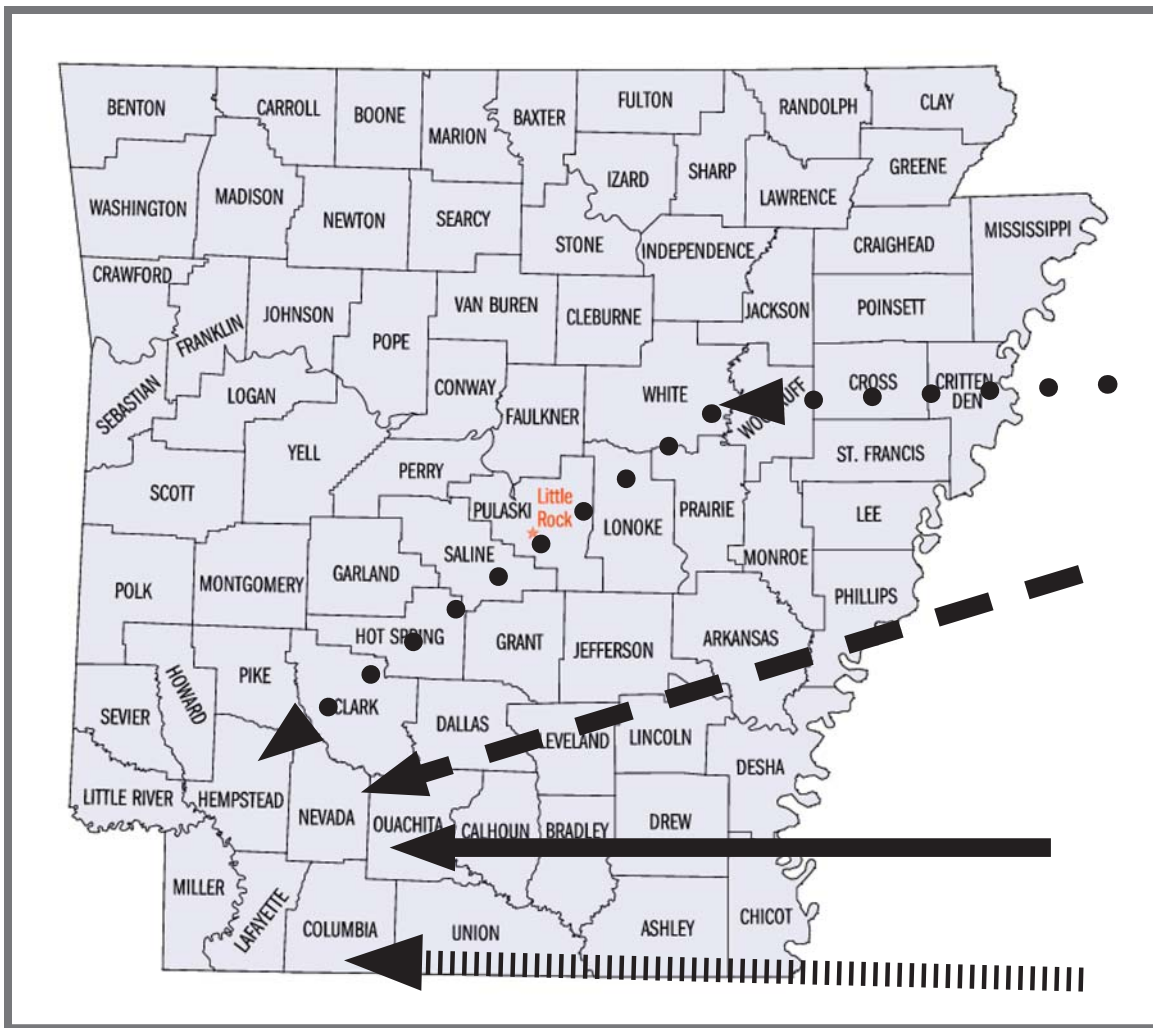 BENTON
CARROLL
BOONE
MARION
BAXTER
FULTON
RANDOLPH
CLAY
GREENE
SHARP
IZARD
LAWRENCE
WASHINGTON
MADISON
NEWTON
SEARCY
STONE
INDEPENDENCE
CRAIGHEAD
MISSISSIPPI
CRAWFORD
FRANKLIN
JOHNSON
POPE
VAN BUREN
CLEBURNE
JACKSON
POINSETT
SEBASTIAN
LOGAN
CONWAY
FAULKNER
WHITE
WOODRUFF
CROSS
CRITTEN
DEN
SCOTT
YELL
PERRY
PULASKI
Little
Rock
LONOKE
PRAIRIE
ST. FRANCIS
LEE
MONROE
PHILLIPS
POLK
MONTGOMERY
GARLAND
SALINE
HOT SPRING
GRANT
JEFFERSON
ARKANSAS
SEVIER
HOWARD
PIKE
CLARK
DALLAS
CLEVELAND
LINCOLN
DESHA
LITTLE RIVER
HEMPSTEAD
NEVADA
OUACHITA
CALHOUN
BRADLEY
DREW
MILLER
LAFAYETTE
COLUMBIA
UNION
ASHLEY
CHICOT